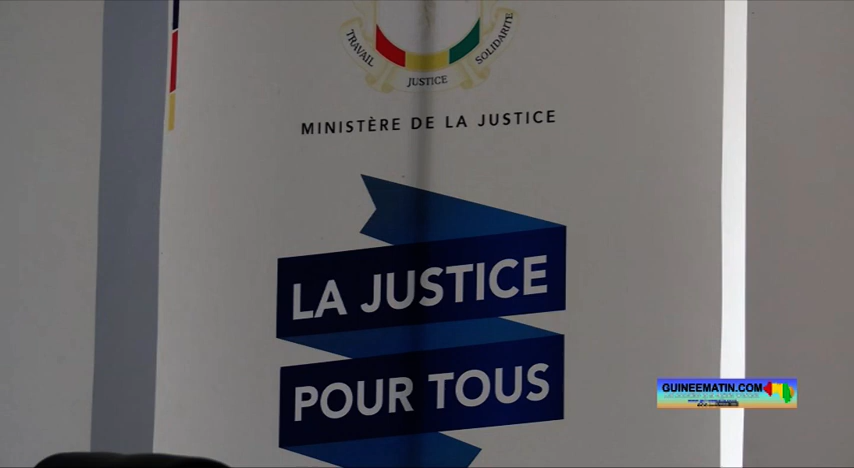 TRAVAIL
JUSTICE
SOLIDARITÉ
MINISTÈRE DE LA JUSTICE
LA JUSTICE
POUR TOUS
GUINEEMATIN.COM